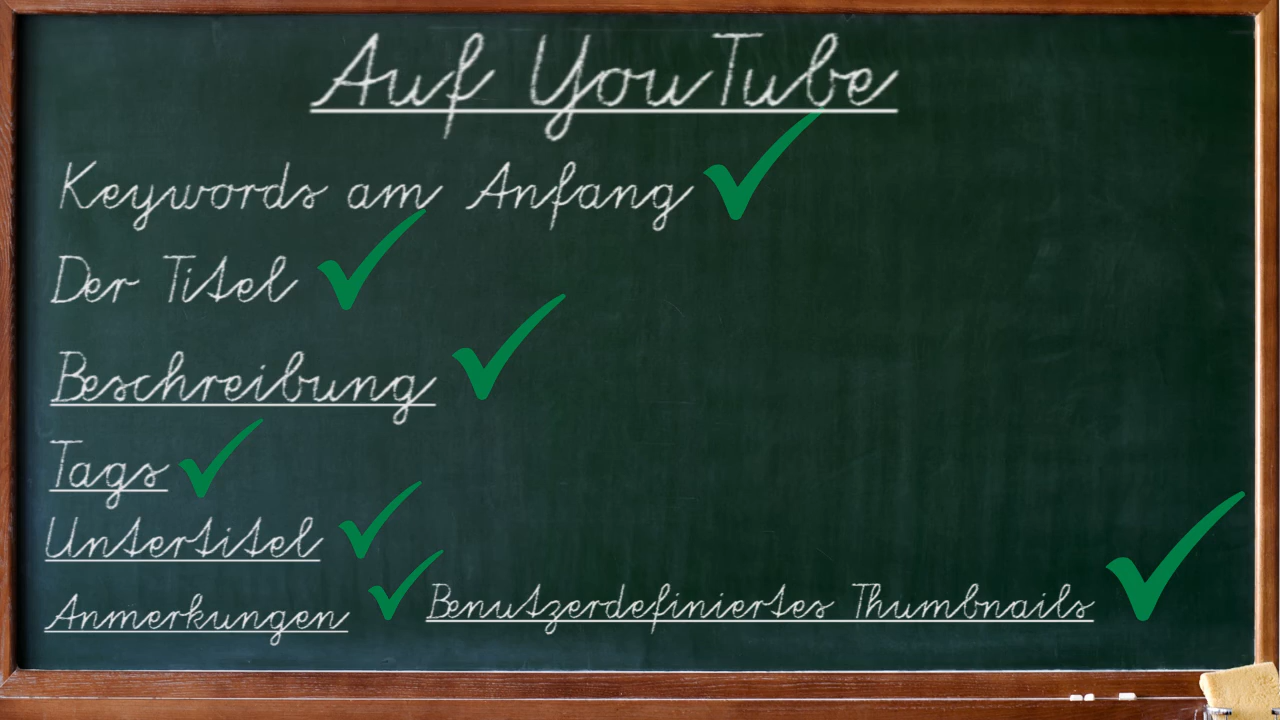 Auf YouTube
Keywords am Anfang
Der Titel
Beschreibung
Tags
Untertitel
Anmerkungen Benutzerdefiniertes Thumbnails